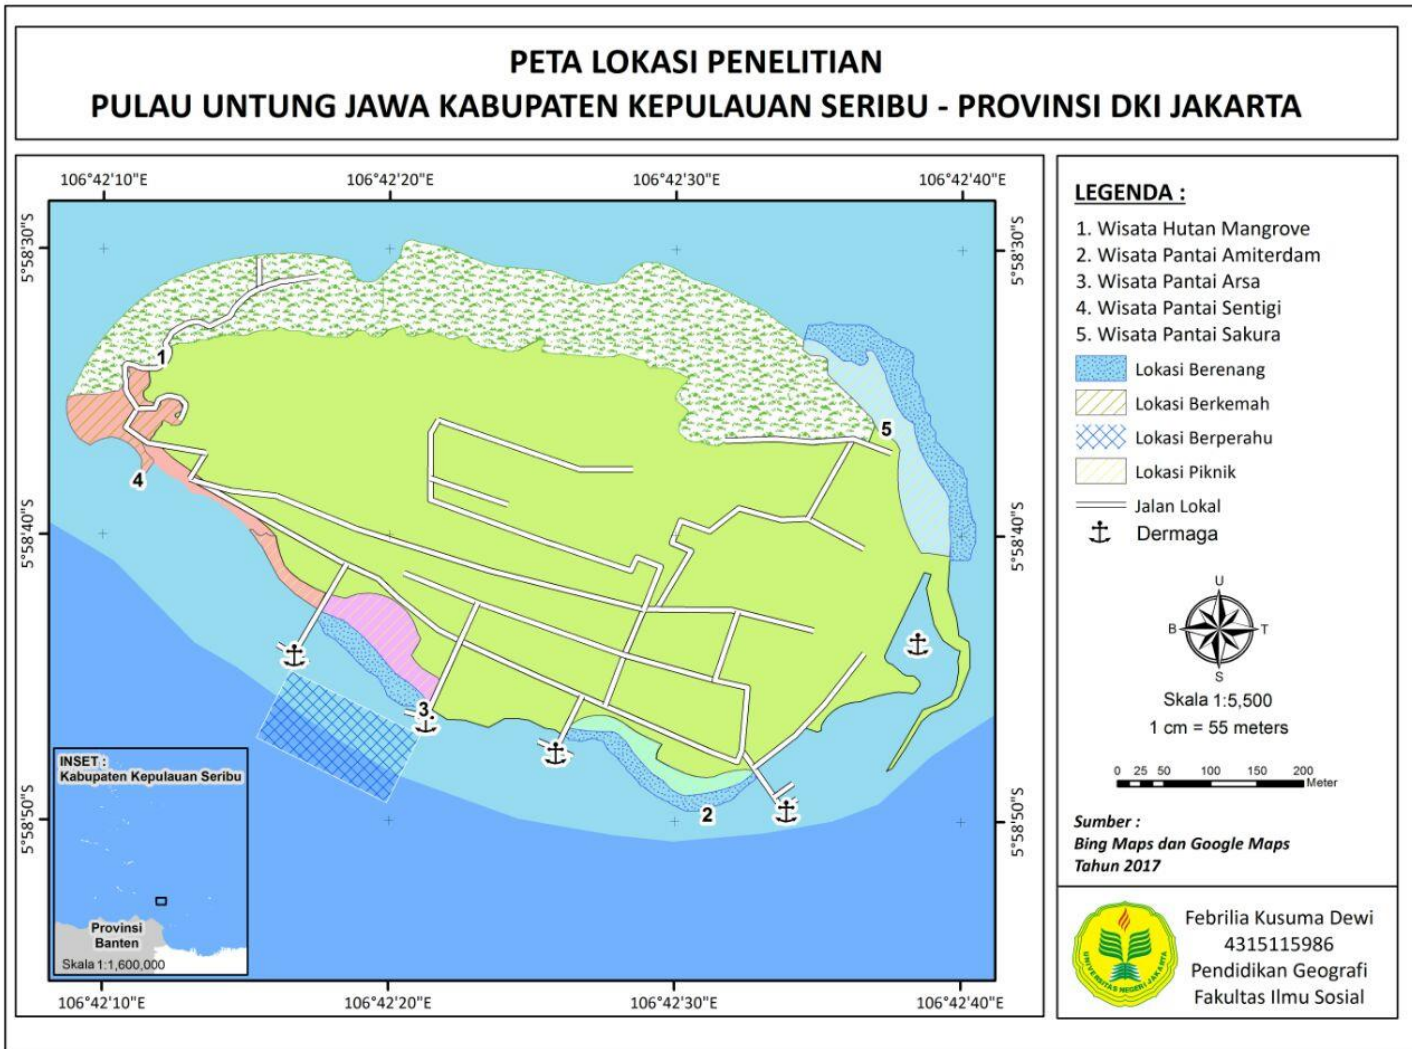 PETA LOKASI PENELITIAN
PULAU UNTUNG JAWA KABUPATEN KEPULAUAN SERIBU - PROVINSI DKI JAKARTA
106°42'10"E
106°42'20"E
106°42'30"E
106°42'40"E
5°58'30"S
5°58'30"S
5°58'40"S
5°58'40"S
5°58'50"S
5°58'50"S
1
5
4
3
2
INSET :
Kabupaten Kepulauan Seribu
Provinsi
Banten
Skala 1:1,600,000
106°42'10"E
106°42'20"E
106°42'30"E
106°42'40"E
LEGENDA :
1. Wisata Hutan Mangrove
2. Wisata Pantai Amiterdam
3. Wisata Pantai Arsa
4. Wisata Pantai Sentigi
5. Wisata Pantai Sakura
Lokasi Berenang
Lokasi Berkemah
Lokasi Berperahu
Lokasi Piknik
Jalan Lokal
Dermaga
U
B
T
S
Skala 1:5,500
1 cm = 55 meters
0 25 50 100 150 200
Meter
Sumber :
Bing Maps dan Google Maps
Tahun 2017
UNIVERSITAS NEGERI JAKARTA
Febrilia Kusuma Dewi
4315115986
Pendidikan Geografi
Fakultas Ilmu Sosial